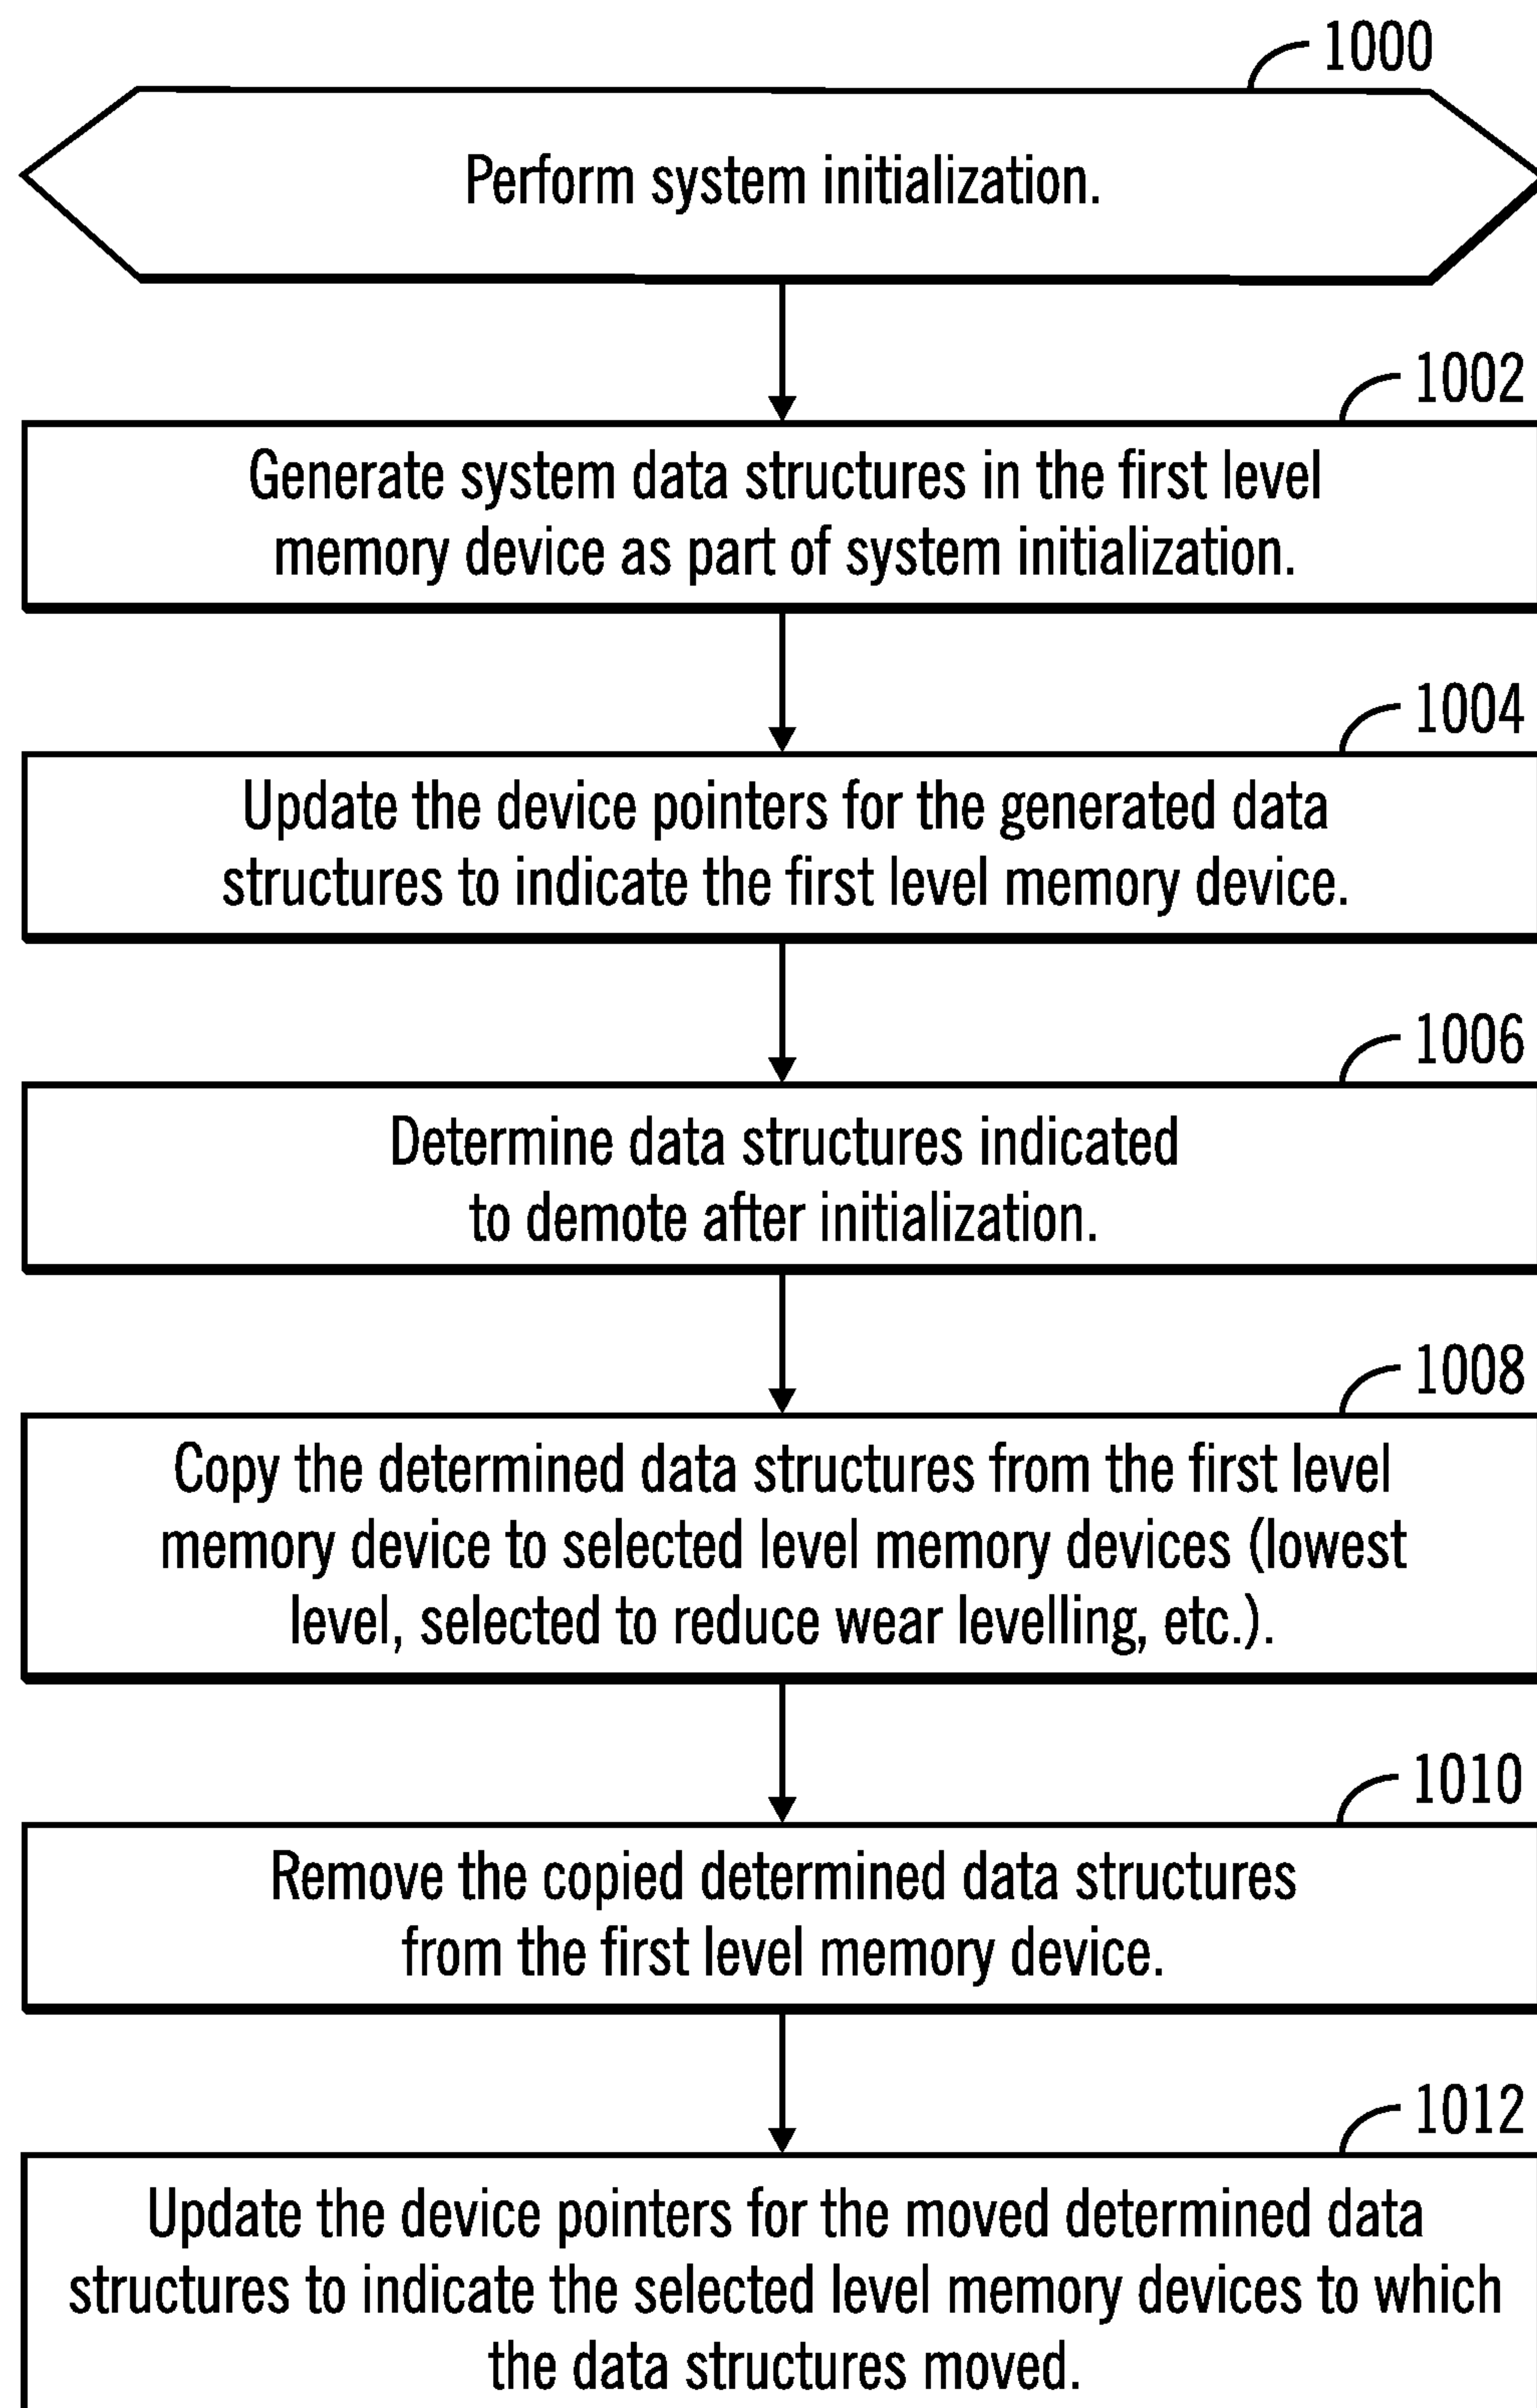 1000
Perform system initialization.
1002
Generate system data structures in the first level
memory device as part of system initialization.
1004
Update the device pointers for the generated data
structures to indicate the first level memory device.
1006
Determine data structures indicated
to demote after initialization.
1008
Copy the determined data structures from the first level
memory device to selected level memory devices (lowest
level, selected to reduce wear levelling, etc.).
1010
Remove the copied determined data structures
from the first level memory device.
1012
Update the device pointers for the moved determined data
structures to indicate the selected level memory devices to which
the data structures moved.